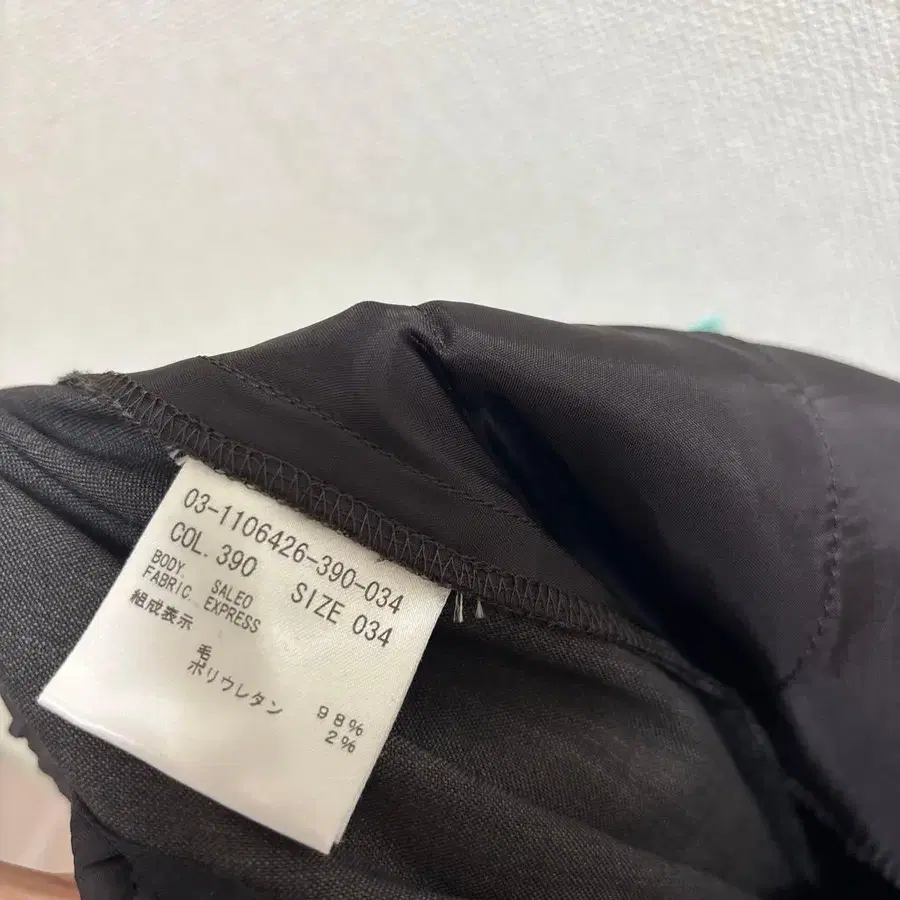 03-1106426-390-034
COL. 390 SIZE 034
BODY. SALEO
FABRIC. EXPRESS
組成表示
毛 98%
ポリウレタン 2%